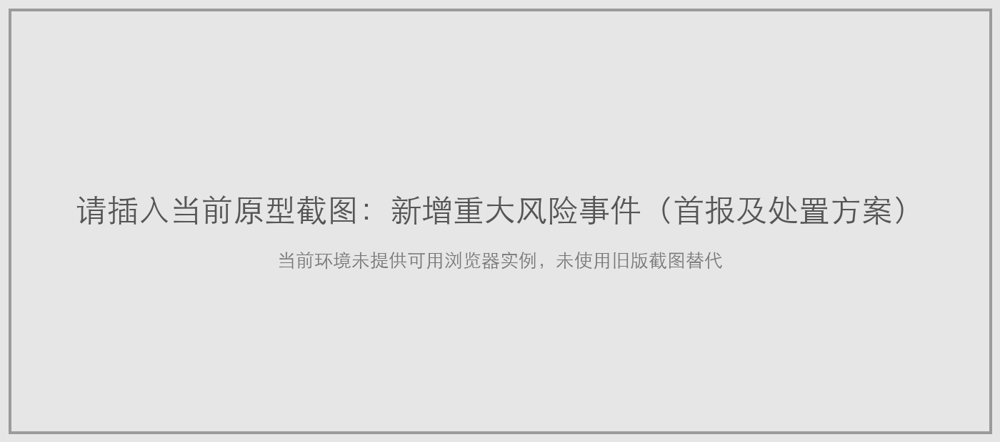 请插入当前原型截图：新增重大风险事件（首报及处置方案）
当前环境未提供可用浏览器实例，未使用旧版截图替代